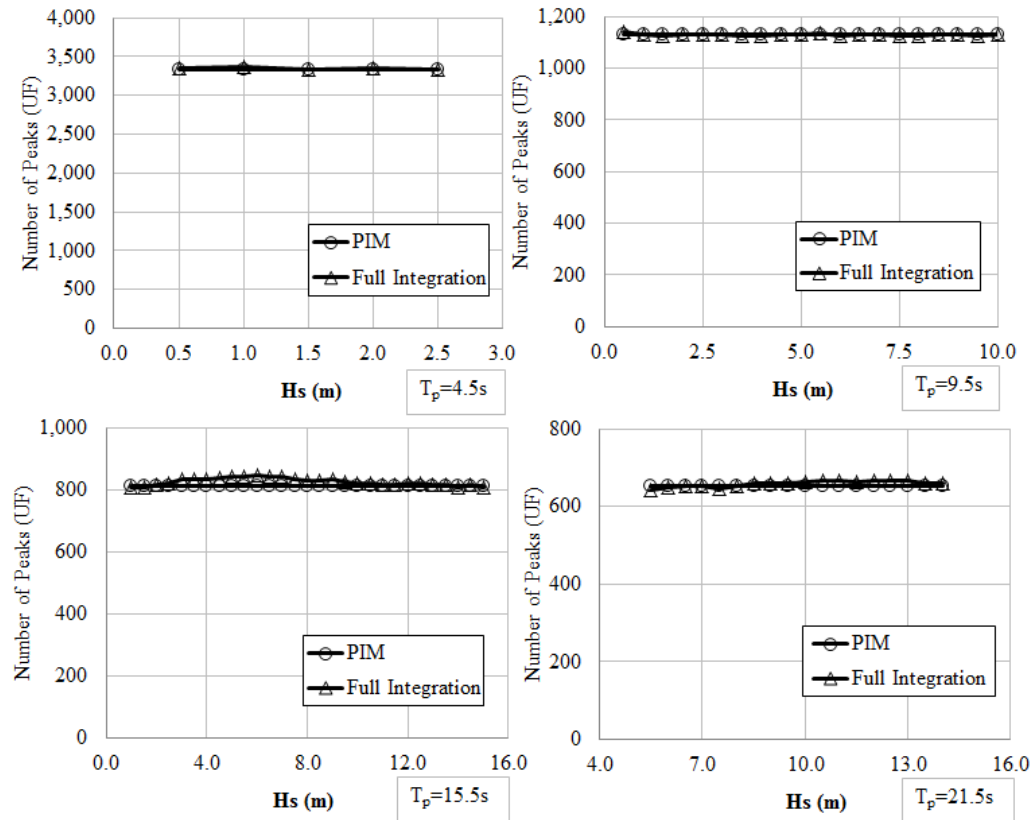 4,000
3,500
3,000
2,500
2,000
1,500
1,000
500
0
Number of Peaks (UF)
PIM
Full Integration
0.0 0.5 1.0 1.5 2.0 2.5 3.0
Hs (m)
Tp=4.5s
1,200
1,000
800
600
400
200
0
Number of Peaks (UF)
PIM
Full Integration
0.0 2.5 5.0 7.5 10.0
Hs (m)
Tp=9.5s
1,000
800
600
400
200
0
Number of Peaks (UF)
PIM
Full Integration
0.0 4.0 8.0 12.0 16.0
Hs (m)
Tp=15.5s
800
600
400
200
0
Number of Peaks (UF)
PIM
Full Integration
4.0 7.0 10.0 13.0 16.0
Hs (m)
Tp=21.5s